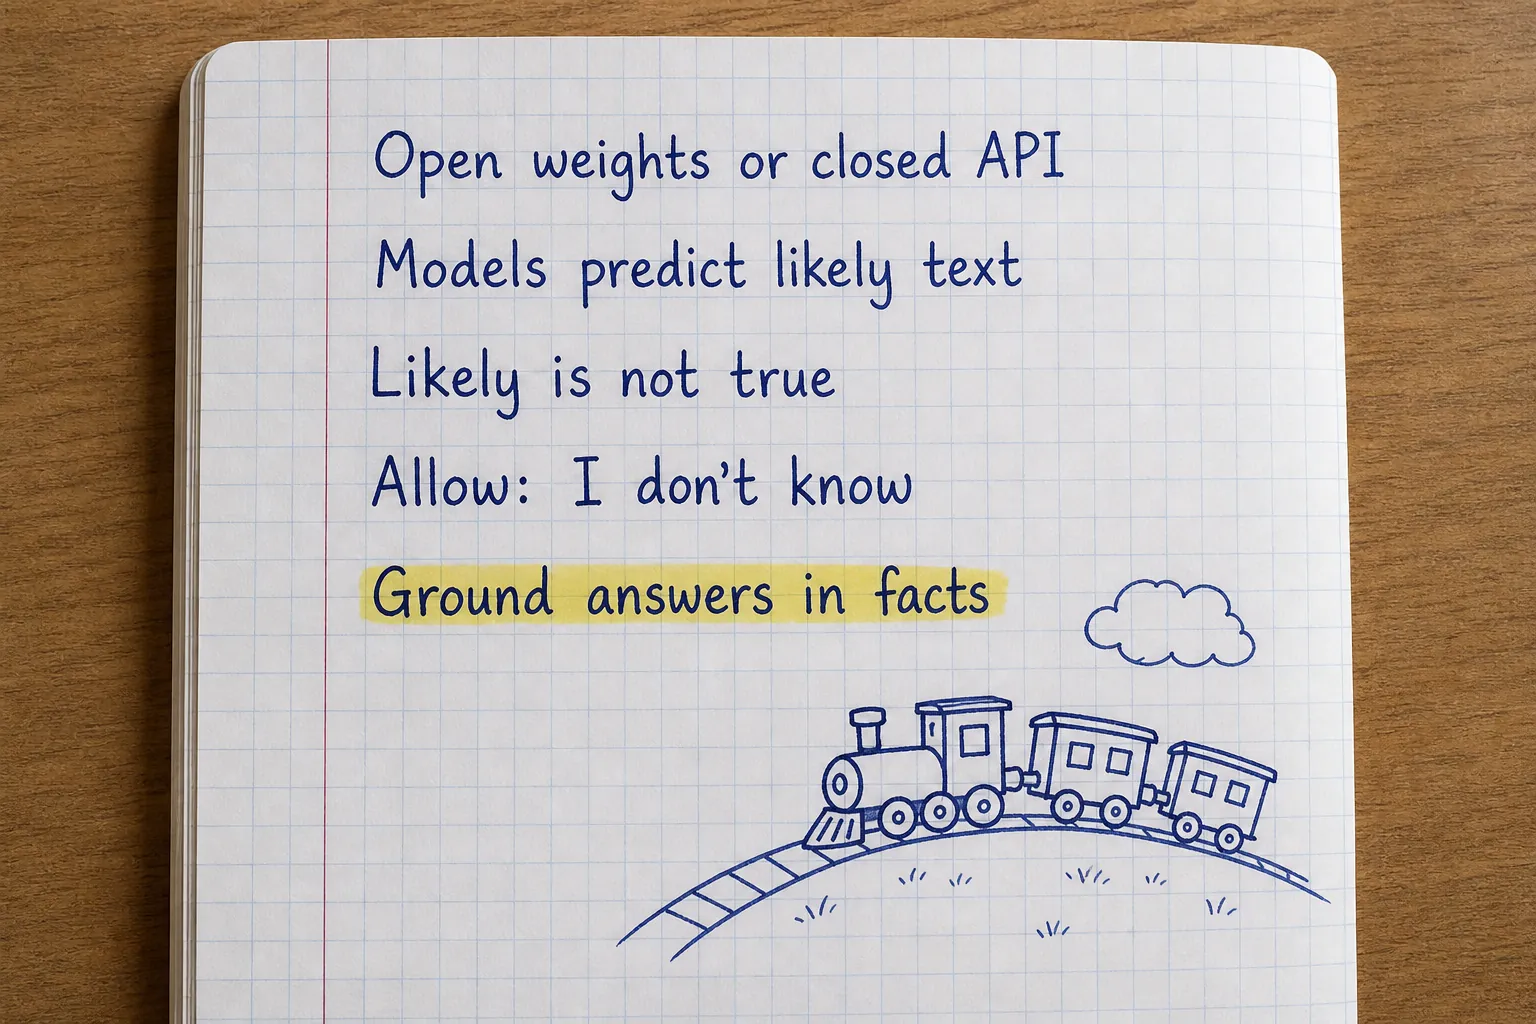 Open weights or closed API
Models predict likely text
Likely is not true
Allow: I don't know
Ground answers in facts